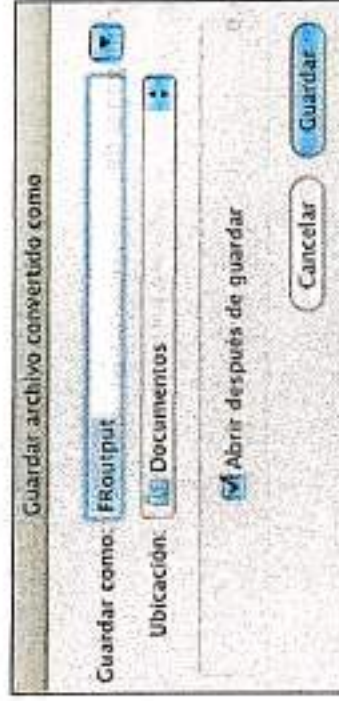 Guardar archivo convertido como
Guardar como: FRoutput
Ubicación: Documentos
Abrir después de guardar
Cancelar Guardar